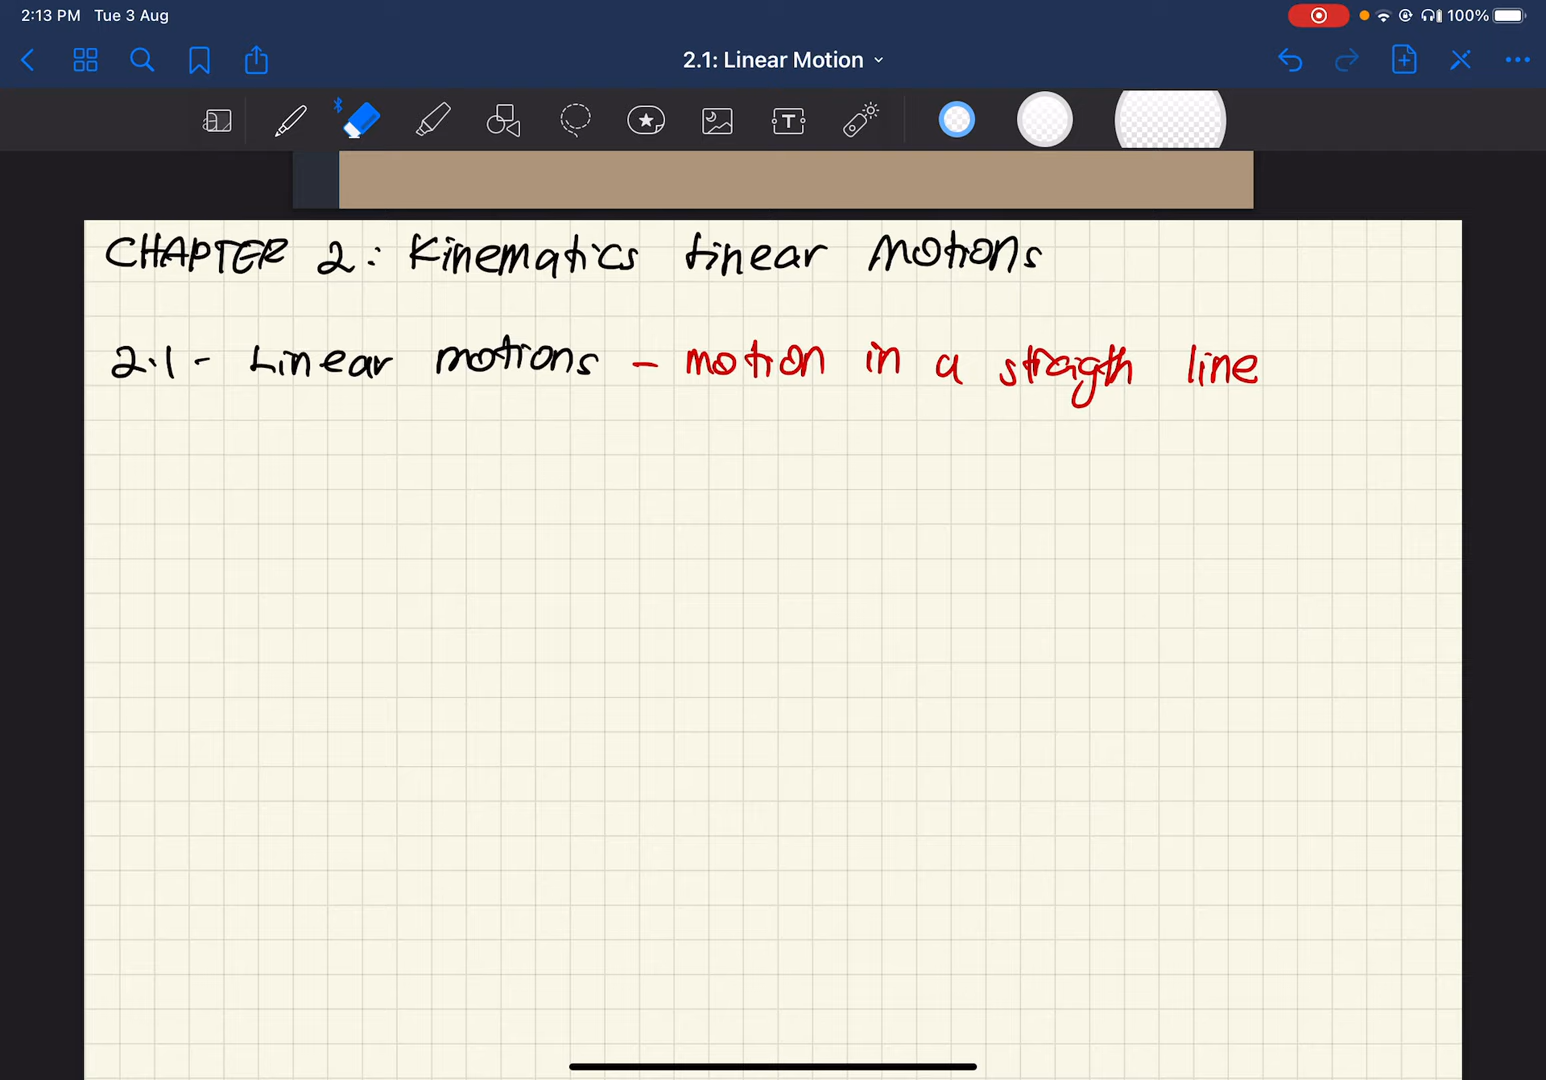 2:13 PM Tue 3 Aug
100%
2.1: Linear Motion
T
CHAPTER 2: Kinematics Linear Motions
2.1 - Linear motions - motion in a straigth line